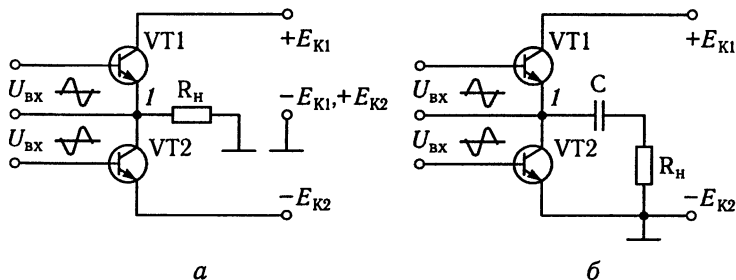 +E_K1
VT1
U_вх
1
R_н
−E_K1, +E_K2
U_вх
VT2
−E_K2
а
+E_K1
VT1
U_вх
1
C
U_вх
VT2
R_н
−E_K2
б